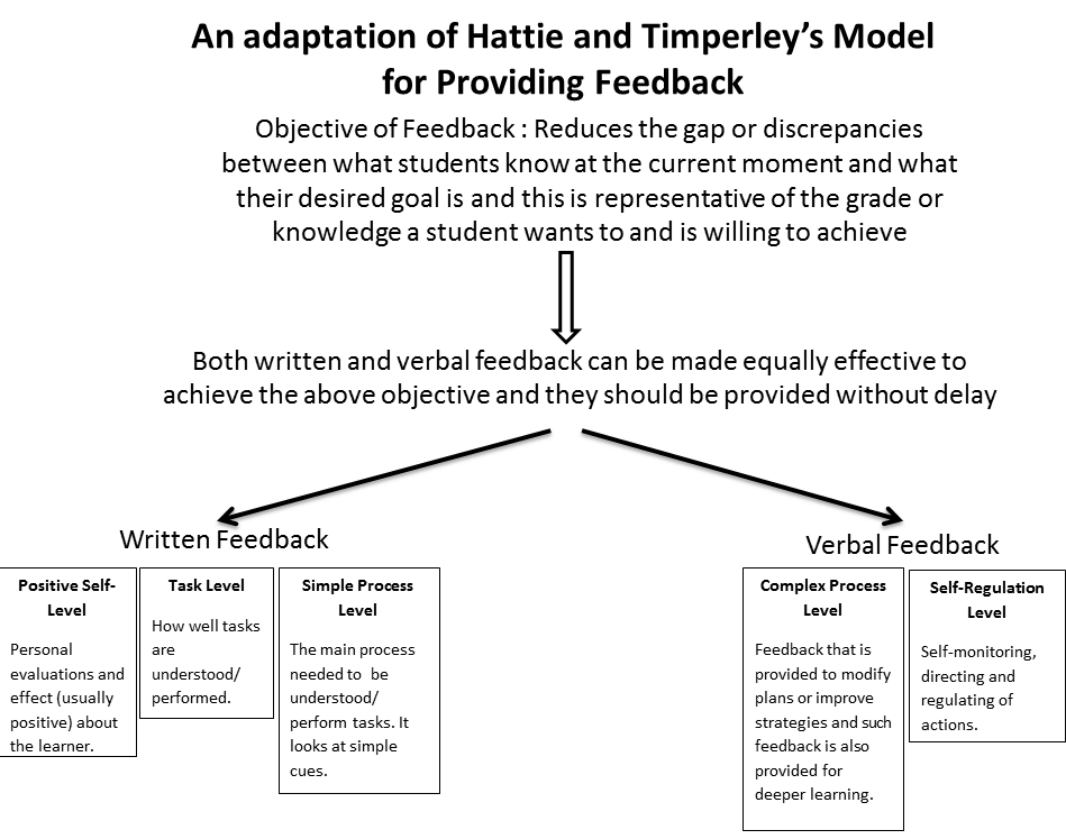 An adaptation of Hattie and Timperley’s Model
for Providing Feedback
Objective of Feedback : Reduces the gap or discrepancies
between what students know at the current moment and what
their desired goal is and this is representative of the grade or
knowledge a student wants to and is willing to achieve
Both written and verbal feedback can be made equally effective to
achieve the above objective and they should be provided without delay
Written Feedback
Positive Self-
Level
Personal
evaluations and
effect (usually
positive) about
the learner.
Task Level
How well tasks
are
understood/
performed.
Simple Process
Level
The main process
needed to be
understood/
perform tasks. It
looks at simple
cues.
Verbal Feedback
Complex Process
Level
Feedback that is
provided to modify
plans or improve
strategies and such
feedback is also
provided for
deeper learning.
Self-Regulation
Level
Self-monitoring,
directing and
regulating of
actions.